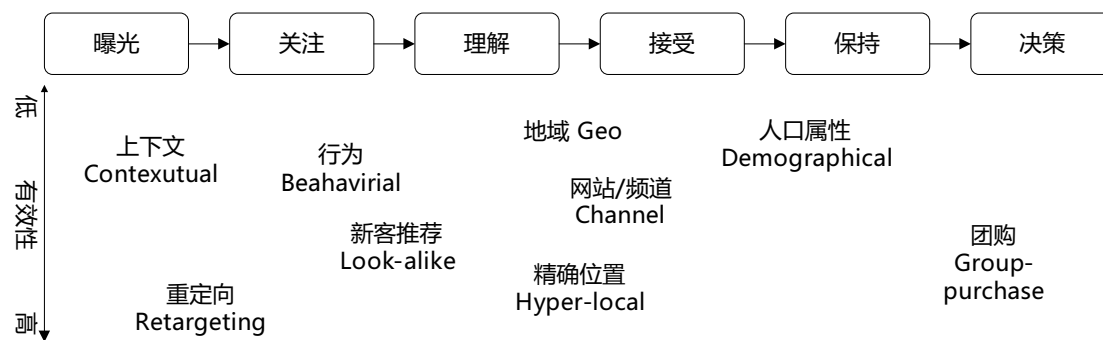 曝光
关注
理解
接受
保持
决策
低
有效性
高
上下文
Contexutual
行为
Beahavirial
地域 Geo
人口属性
Demographical
网站/频道
Channel
新客推荐
Look-alike
团购
Group-
purchase
精确位置
Hyper-local
重定向
Retargeting